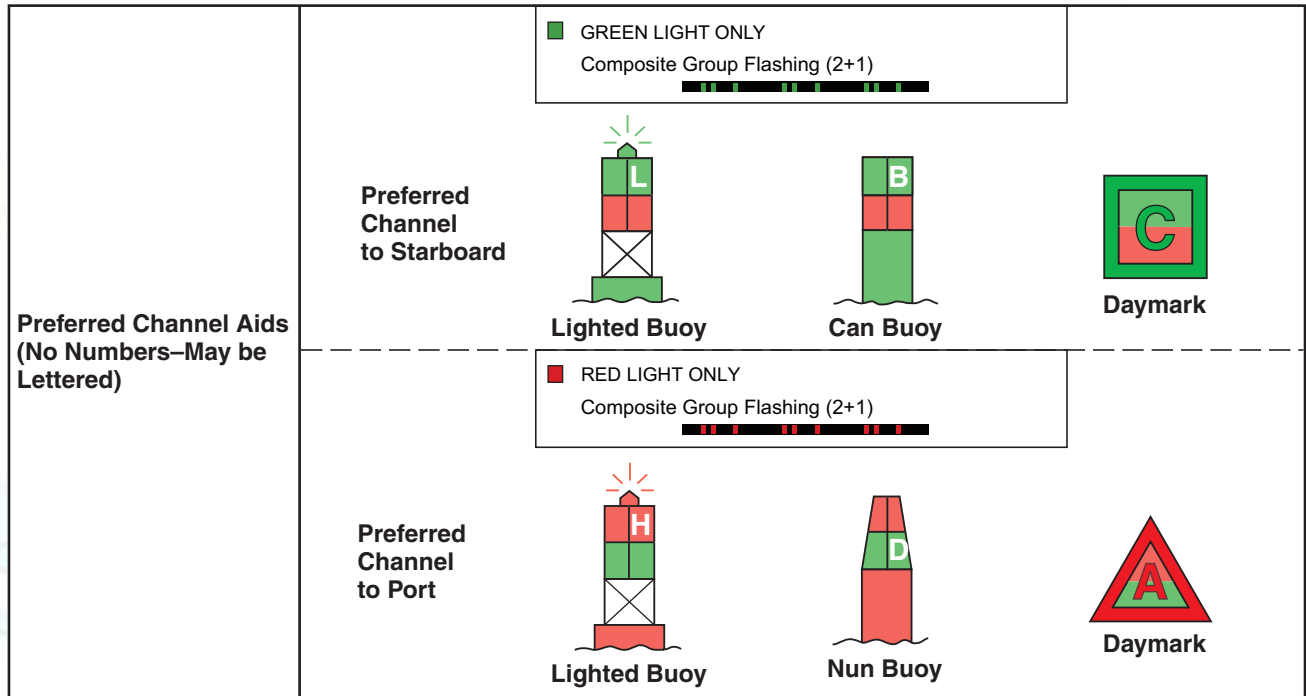 Preferred Channel Aids
(No Numbers–May be
Lettered)
GREEN LIGHT ONLY
Composite Group Flashing (2+1)
Preferred
Channel
to Starboard
L
B
C
Lighted Buoy
Can Buoy
Daymark
RED LIGHT ONLY
Composite Group Flashing (2+1)
Preferred
Channel
to Port
H
D
A
Lighted Buoy
Nun Buoy
Daymark